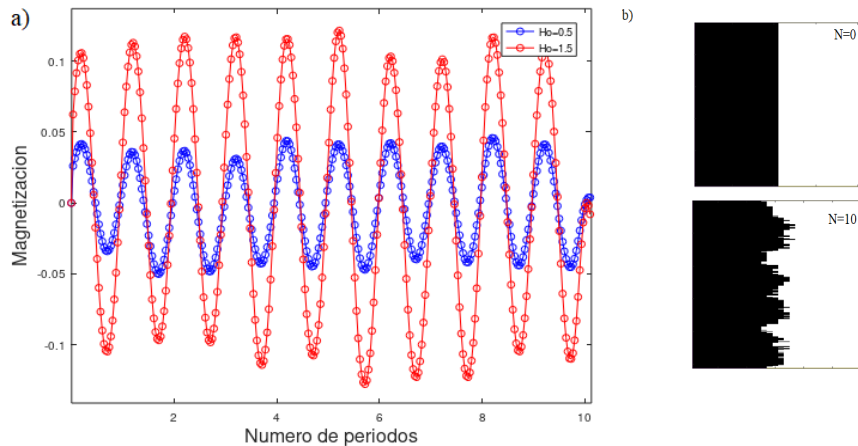 a)
Ho=0.5
Ho=1.5
0.1
0.05
0.0
-0.05
-0.1
Magnetizacion
2
4
6
8
10
Numero de periodos
b)
N=0
N=10